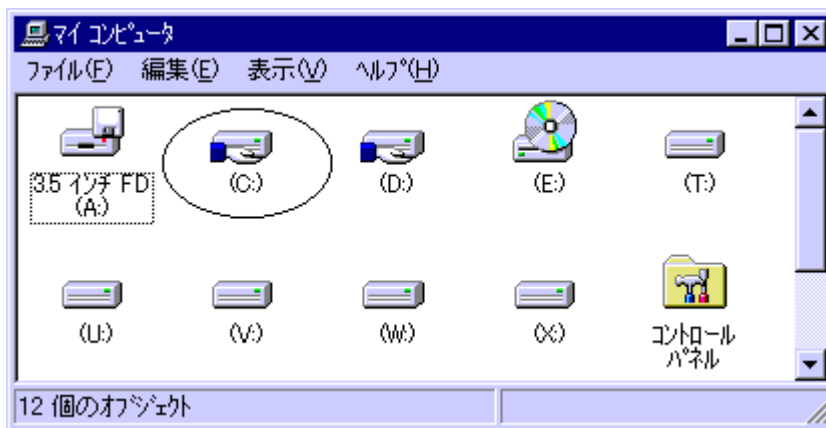 マイ コンピュータ
ファイル(F) 編集(E) 表示(V) ヘルプ(H)
3.5 インチ FD
(A:)
(C:)
(D:)
(E:)
(T:)
(U:)
(V:)
(W:)
(X:)
コントロール
パネル
12 個のオブジェクト